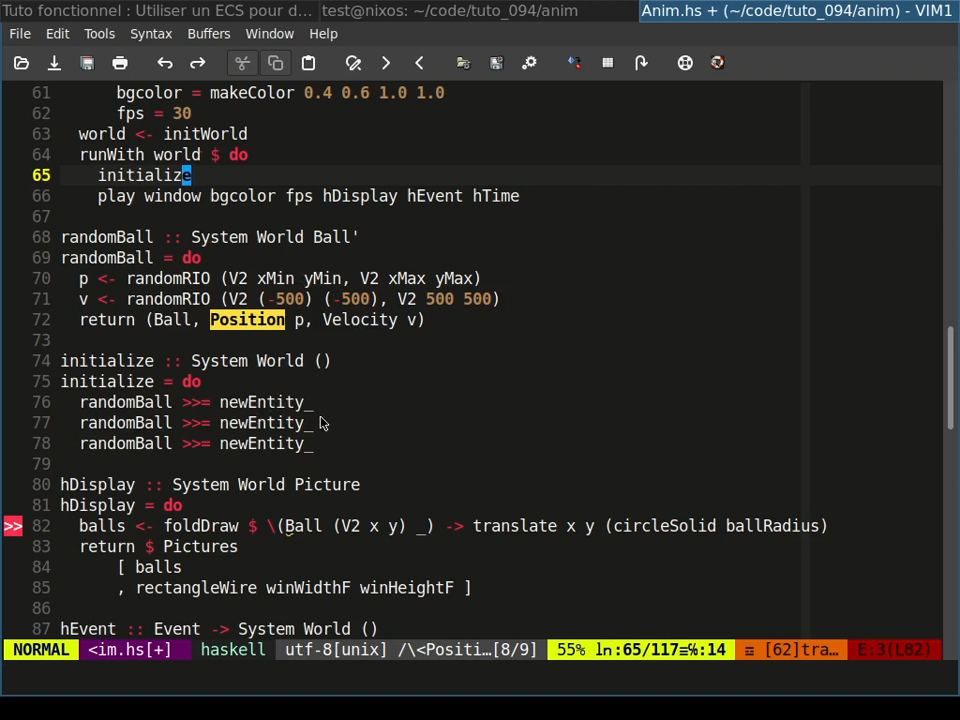 Tuto fonctionnel : Utiliser un ECS pour d… test@nixos: ~/code/tuto_094/anim Anim.hs + (~/code/tuto_094/anim) - VIM1
File Edit Tools Syntax Buffers Window Help
61 bgcolor = makeColor 0.4 0.6 1.0 1.0
62 fps = 30
63 world <- initWorld
64 runWith world $ do
65 initialize
66 play window bgcolor fps hDisplay hEvent hTime
67
68 randomBall :: System World Ball'
69 randomBall = do
70 p <- randomRIO (V2 xMin yMin, V2 xMax yMax)
71 v <- randomRIO (V2 (-500) (-500), V2 500 500)
72 return (Ball, Position p, Velocity v)
73
74 initialize :: System World ()
75 initialize = do
76 randomBall >>= newEntity_
77 randomBall >>= newEntity_
78 randomBall >>= newEntity_
79
80 hDisplay :: System World Picture
81 hDisplay = do
>> 82 balls <- foldDraw $ \(Ball (V2 x y) _) -> translate x y (circleSolid ballRadius)
83 return $ Pictures
84 [ balls
85 , rectangleWire winWidthF winHeightF ]
86
87 hEvent :: Event -> System World ()
NORMAL <im.hs[+] haskell utf-8[unix] /\<Positi…[8/9] 55% ln:65/117≡℅:14 ☲ [62]tra… E:3(L82)